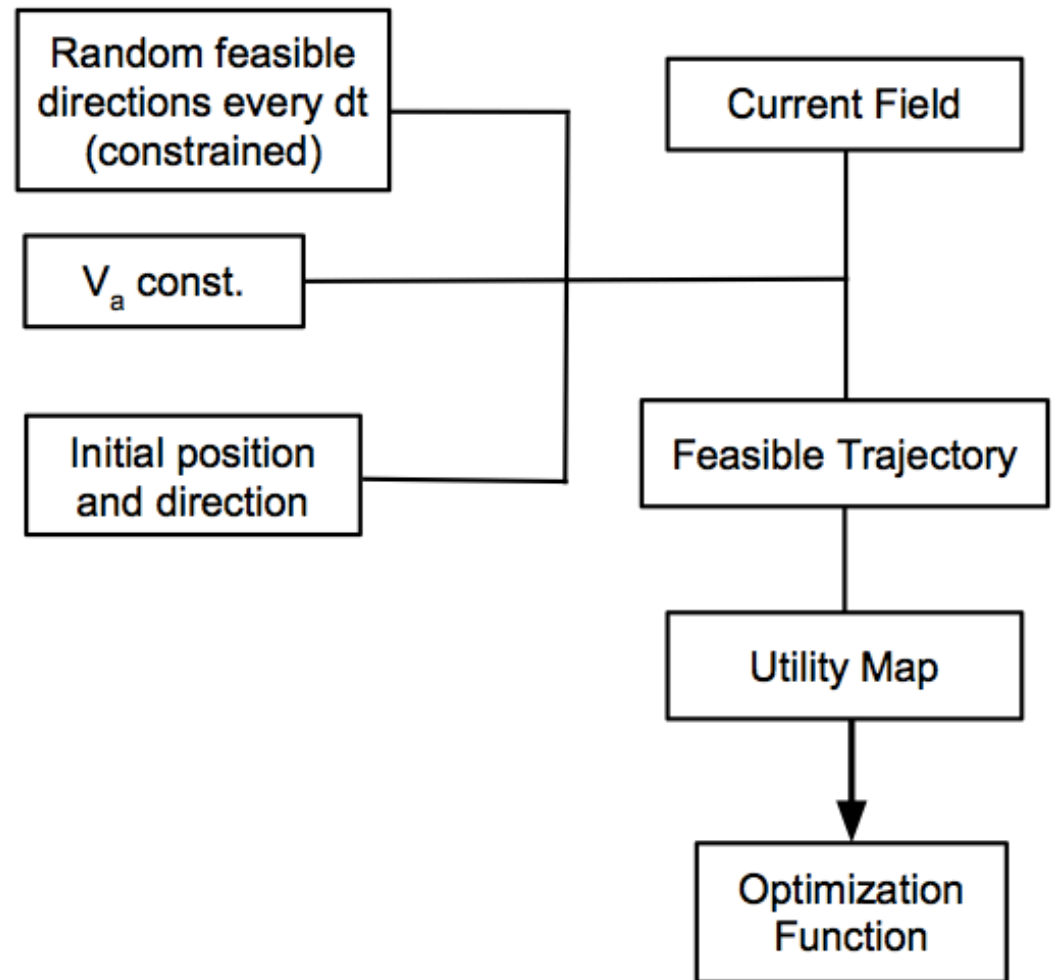 Random feasible
directions every dt
(constrained)
Current Field
Va const.
Initial position
and direction
Feasible Trajectory
Utility Map
Optimization
Function